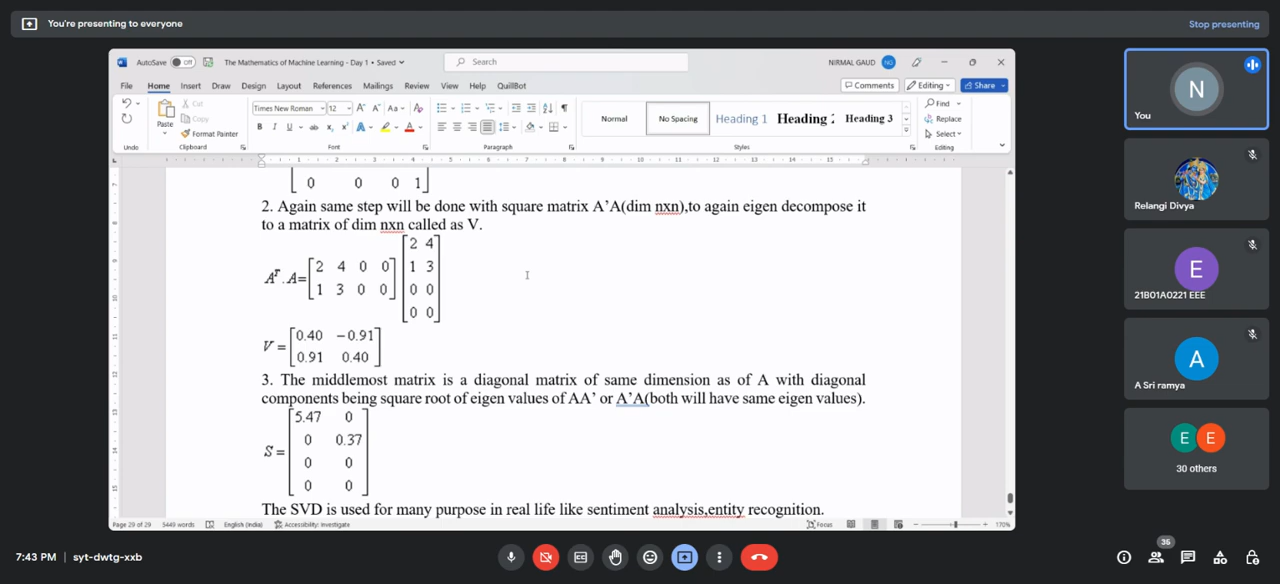 You're presenting to everyone
Stop presenting
AutoSave Off The Mathematics of Machine Learning - Day 1 • Saved
Search
NIRMAL GAUD NG
File Home Insert Draw Design Layout References Mailings Review View Help QuillBot
Comments Editing Share
Paste
Cut
Copy
Format Painter
Times New Roman 12
Normal No Spacing Heading 1 Heading 2 Heading 3
Find
Replace
Select
Undo Clipboard Font Paragraph Styles Editing
0 0 0 1
2. Again same step will be done with square matrix A’A(dim nxn),to again eigen decompose it
to a matrix of dim nxn called as V.
2 4
Aᵀ. A= 2 4 0 0 1 3
1 3 0 0 0 0
0 0
V = 0.40 −0.91
0.91 0.40
3. The middlemost matrix is a diagonal matrix of same dimension as of A with diagonal
components being square root of eigen values of AA’ or A’A(both will have same eigen values).
5.47 0
0 0.37
S =
0 0
0 0
The SVD is used for many purpose in real life like sentiment analysis,entity recognition.
Page 29 of 29 5449 words English (India) Accessibility: Investigate Focus 170%
N
You
Relangi Divya
E
21B01A0221 EEE
A
A Sri ramya
E E
30 others
7:43 PM | syt-dwtg-xxb
35